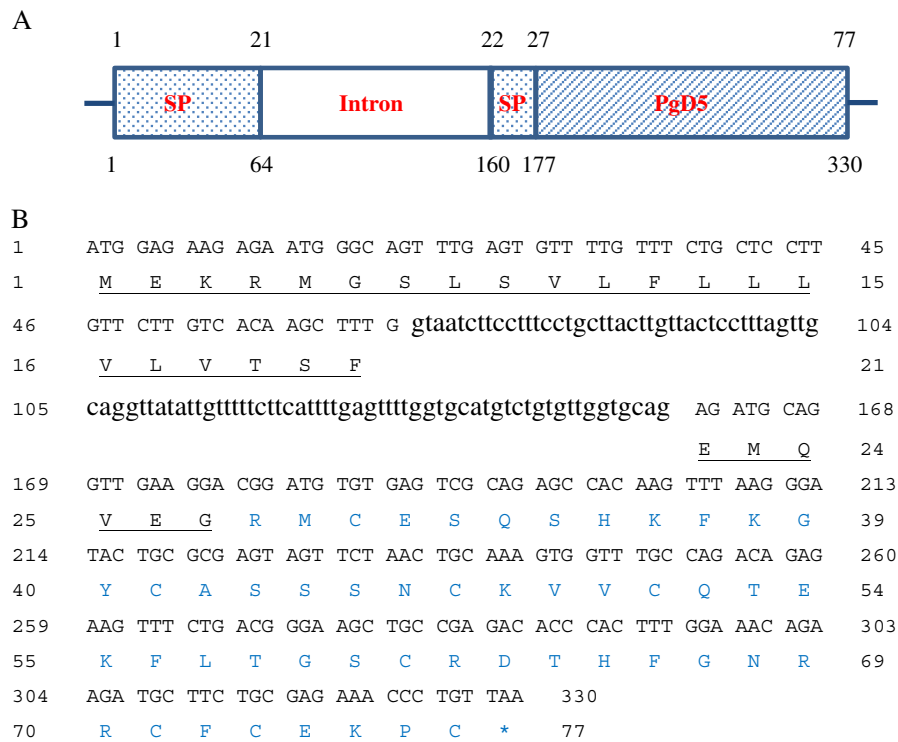 A
1 21 22 27 77
SP Intron SP PgD5
1 64 160 177 330
B
1 ATG GAG AAG AGA ATG GGC AGT TTG AGT GTT TTG TTT CTG CTC CTT 45
1 M E K R M G S L S V L F L L L 15
46 GTT CTT GTC ACA AGC TTT G gtaatcttcctttcctgcttacttgttactcctttagttg 104
16 V L V T S F 21
105 caggttatattgtttttcttcattttgagttttggtgcatgtctgtgttggtgcag AG ATG CAG 168
E M Q 24
169 GTT GAA GGA CGG ATG TGT GAG TCG CAG AGC CAC AAG TTT AAG GGA 213
25 V E G R M C E S Q S H K F K G 39
214 TAC TGC GCG AGT AGT TCT AAC TGC AAA GTG GTT TGC CAG ACA GAG 260
40 Y C A S S S N C K V V C Q T E 54
259 AAG TTT CTG ACG GGA AGC TGC CGA GAC ACC CAC TTT GGA AAC AGA 303
55 K F L T G S C R D T H F G N R 69
304 AGA TGC TTC TGC GAG AAA CCC TGT TAA 330
70 R C F C E K P C * 77